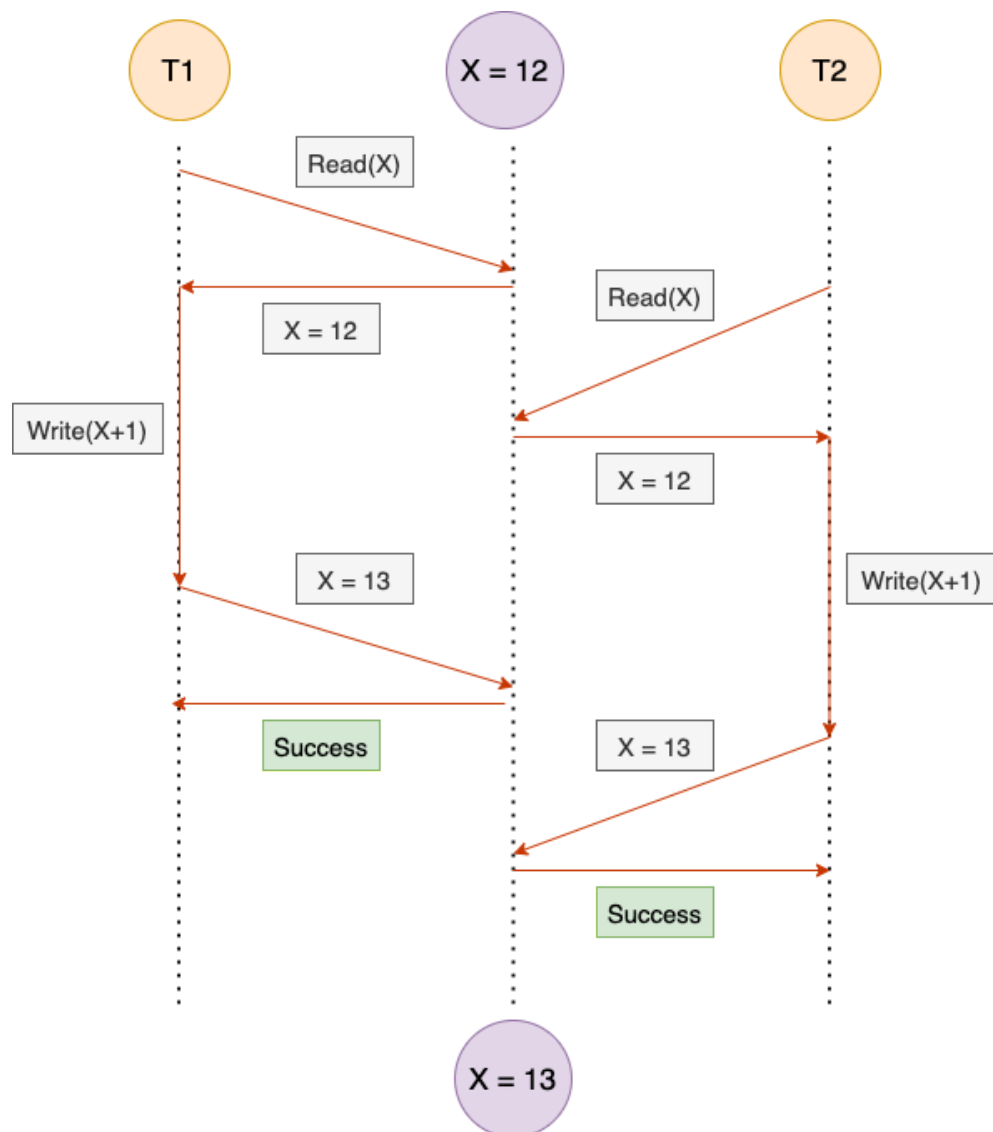 T1
X = 12
T2
Read(X)
Read(X)
X = 12
Write(X+1)
X = 12
X = 13
Write(X+1)
Success
X = 13
Success
X = 13